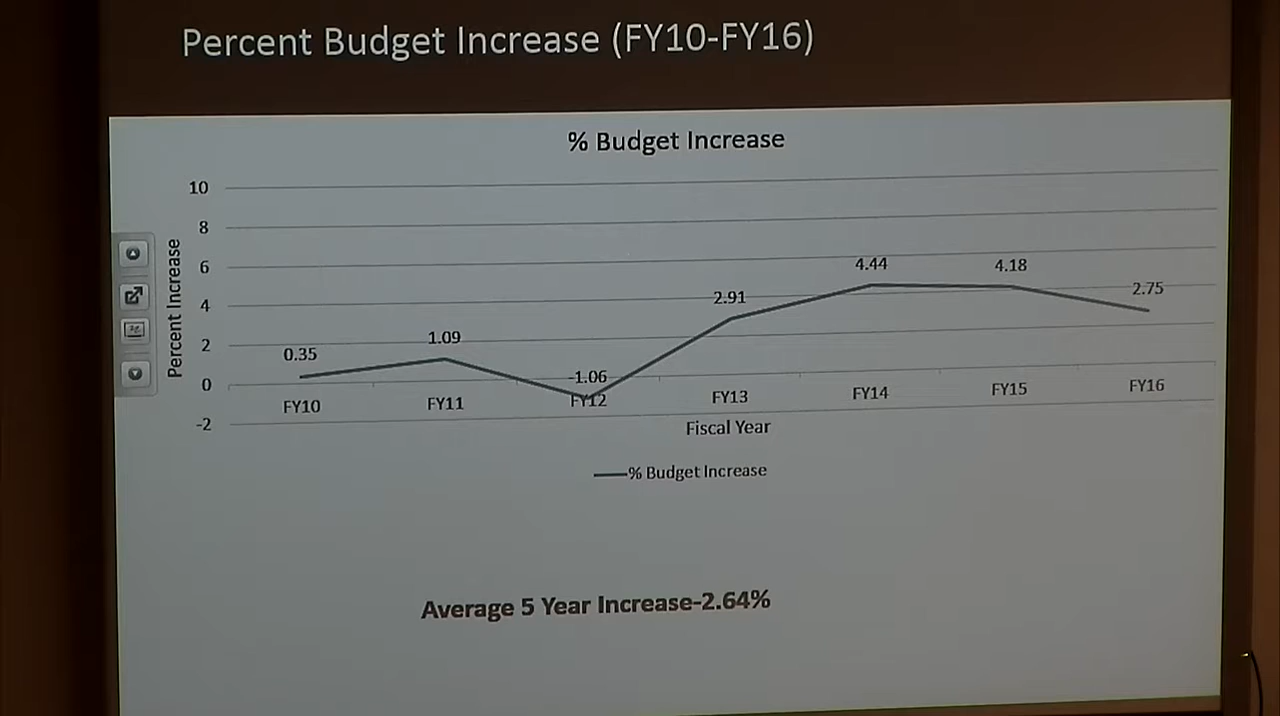 Percent Budget Increase (FY10-FY16)
% Budget Increase
10
8
6
4
2
0
-2
Percent Increase
0.35
1.09
-1.06
2.91
4.44
4.18
2.75
FY10
FY11
FY12
FY13
FY14
FY15
FY16
Fiscal Year
% Budget Increase
Average 5 Year Increase-2.64%